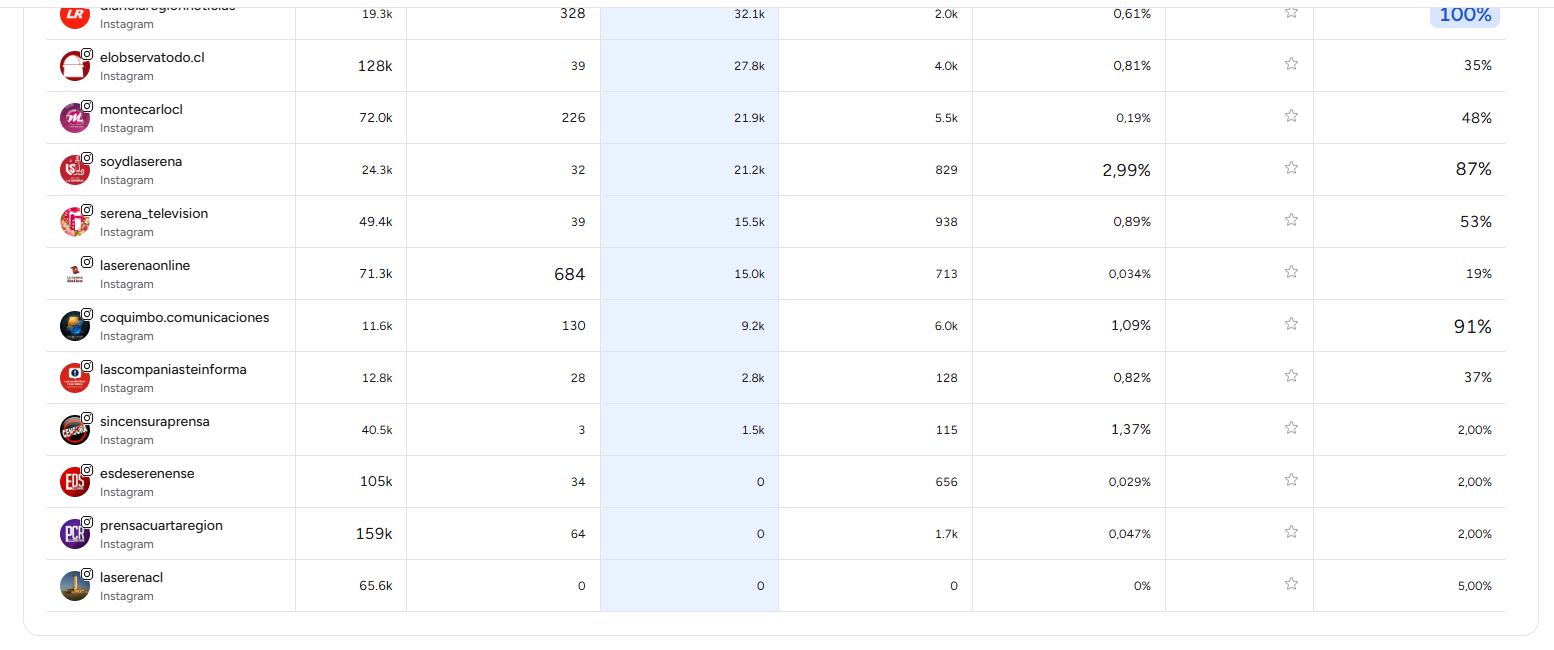 diariolaregionnoticias
LR
Instagram
19.3k 328 32.1k 2.0k 0,61% 100%
elobservatodo.cl
Instagram
128k 39 27.8k 4.0k 0,81% 35%
montecarlocl
Instagram
72.0k 226 21.9k 5.5k 0,19% 48%
soydlaserena
Instagram
24.3k 32 21.2k 829 2,99% 87%
serena_television
Instagram
49.4k 39 15.5k 938 0,89% 53%
laserenaonline
Instagram
71.3k 684 15.0k 713 0,034% 19%
coquimbo.comunicaciones
Instagram
11.6k 130 9.2k 6.0k 1,09% 91%
lascompaniasteinforma
Instagram
12.8k 28 2.8k 128 0,82% 37%
sincensuraprensa
CENSURA
Instagram
40.5k 3 1.5k 115 1,37% 2,00%
esdeserenense
EDS
Instagram
105k 34 0 656 0,029% 2,00%
prensacuartaregion
PCR
Instagram
159k 64 0 1.7k 0,047% 2,00%
laserenacl
Instagram
65.6k 0 0 0 0% 5,00%